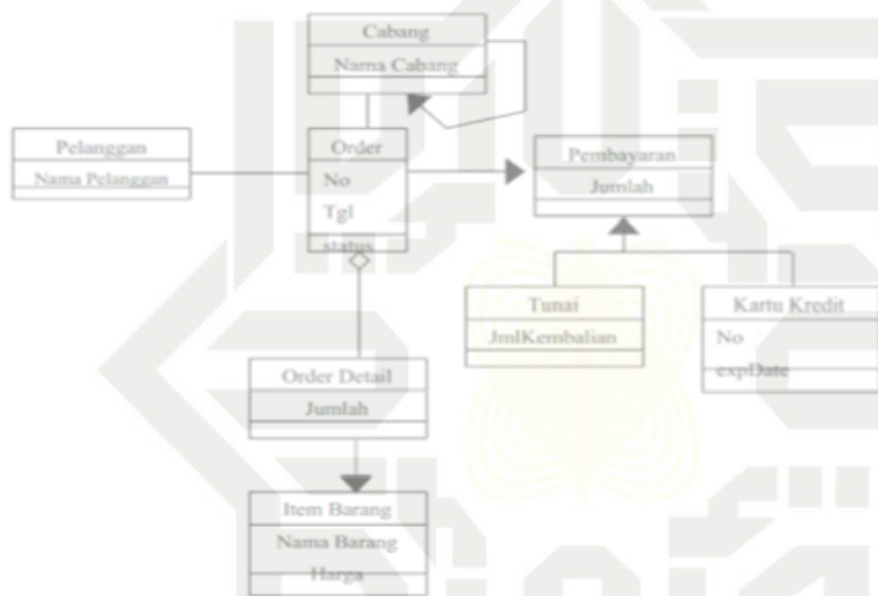 Cabang
Nama Cabang
Pelanggan
Nama Pelanggan
Order
No
Tgl
status
Pembayaran
Jumlah
Tunai
JmlKembalian
Kartu Kredit
No
expDate
Order Detail
Jumlah
Item Barang
Nama Barang
Harga